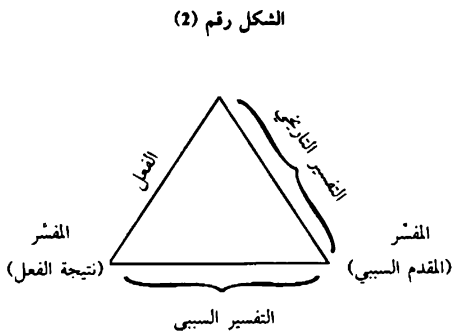 الشكل رقم (2)
التفسير التاريخي
الفعل
المفسِّر
(المقدم السببي)
المفسَّر
(نتيجة الفعل)
التفسير السببي